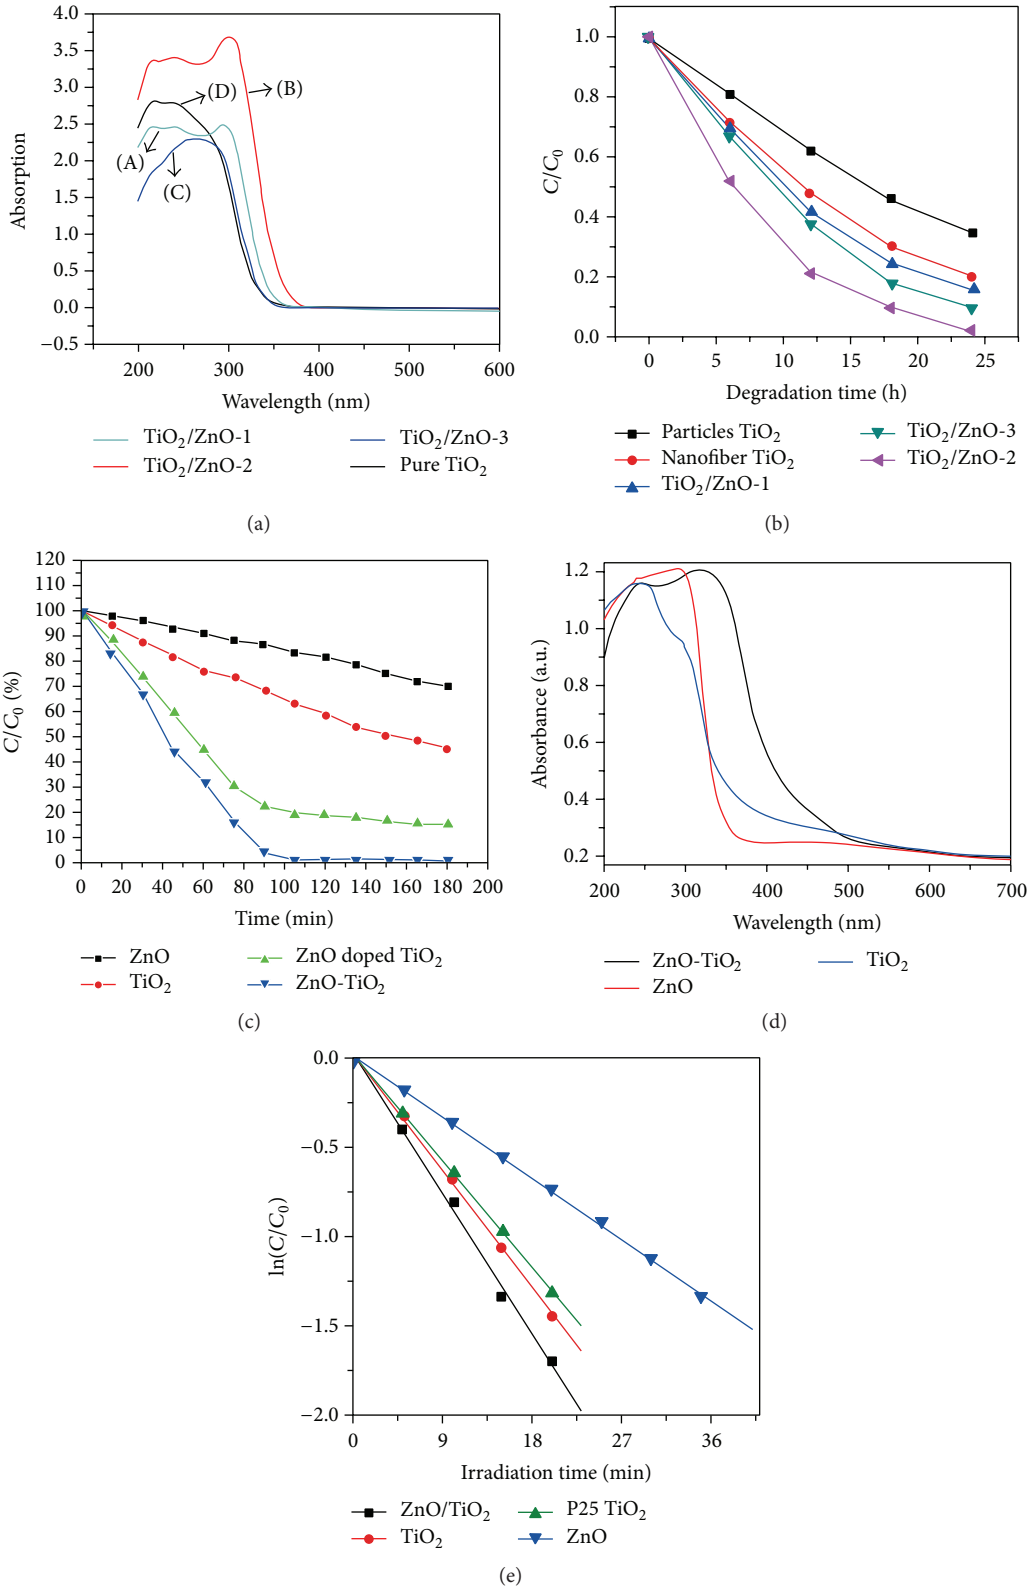 4.0
3.5
3.0
2.5
2.0
1.5
1.0
0.5
0.0
−0.5
Absorption
(D)
(B)
(A)
(C)
200 300 400 500 600
Wavelength (nm)
TiO2/ZnO-1 TiO2/ZnO-3
TiO2/ZnO-2 Pure TiO2
(a)
1.0
0.8
0.6
0.4
0.2
0.0
C/C0
0 5 10 15 20 25
Degradation time (h)
Particles TiO2 TiO2/ZnO-3
Nanofiber TiO2 TiO2/ZnO-2
TiO2/ZnO-1
(b)
120
110
100
90
80
70
60
50
40
30
20
10
0
C/C0 (%)
0 20 40 60 80 100 120 140 160 180 200
Time (min)
ZnO ZnO doped TiO2
TiO2 ZnO-TiO2
(c)
1.2
1.0
0.8
0.6
0.4
0.2
Absorbance (a.u.)
200 300 400 500 600 700
Wavelength (nm)
ZnO-TiO2 TiO2
ZnO
(d)
0.0
−0.5
−1.0
−1.5
−2.0
ln(C/C0)
0 9 18 27 36
Irradiation time (min)
ZnO/TiO2 P25 TiO2
TiO2 ZnO
(e)